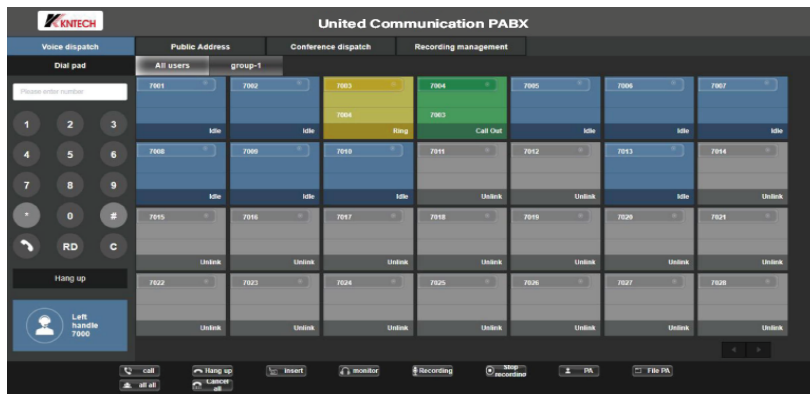 KNTECH United Communication PABX
Voice dispatch Public Address Conference dispatch Recording management
Dial pad All users group-1
Please enter number
7001 7002 7003 7004 7005 7006 7007
7004 7003
Idle Idle Ring Call Out Idle Idle Idle
1 2 3
4 5 6
7008 7009 7010 7011 7012 7013 7014
7 8 9
Idle Idle Idle Unlink Unlink Idle Unlink
* 0 #
7015 7016 7017 7018 7019 7020 7021
RD C
Unlink Unlink Unlink Unlink Unlink Unlink Unlink
Hang up
7022 7023 7024 7025 7026 7027 7028
Left
handle
7000
Unlink Unlink Unlink Unlink Unlink Unlink Unlink
< >
call Hang up insert monitor Recording Stop recording PA File PA
all all Cancel all